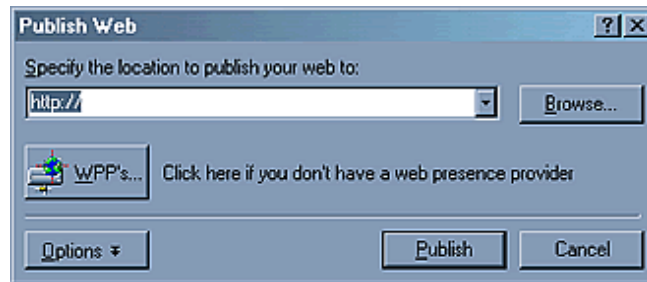 Publish Web
Specify the location to publish your web to:
http://
Browse...
WPP's...
Click here if you don't have a web presence provider
Options
Publish
Cancel